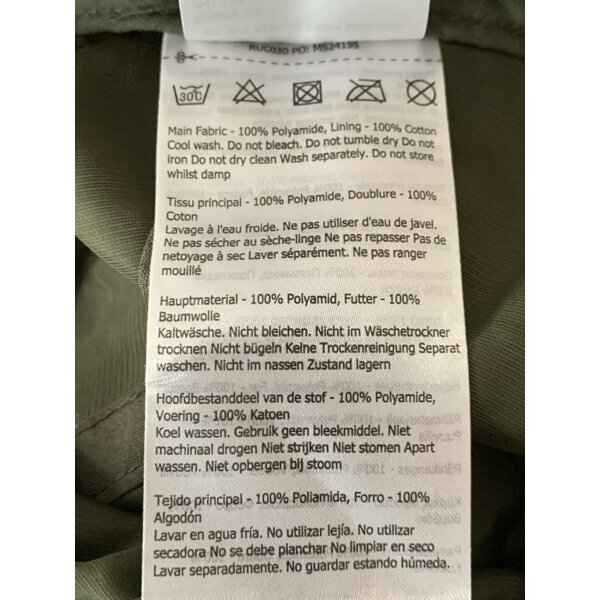 RUC030 PO: MS24155
30°C
Main Fabric - 100% Polyamide, Lining - 100% Cotton
Cool wash. Do not bleach. Do not tumble dry Do not
iron Do not dry clean Wash separately. Do not store
whilst damp
Tissu principal - 100% Polyamide, Doublure - 100%
Coton
Lavage à l'eau froide. Ne pas utiliser d'eau de javel.
Ne pas sécher au sèche-linge Ne pas repasser Pas de
netoyage à sec Laver séparément. Ne pas ranger
mouillé
Hauptmaterial - 100% Polyamid, Futter - 100%
Baumwolle
Kaltwäsche. Nicht bleichen. Nicht im Wäschetrockner
trocknen Nicht bügeln Keine Trockenreinigung Separat
waschen. Nicht im nassen Zustand lagern
Hoofdbestanddeel van de stof - 100% Polyamide,
Voering - 100% Katoen
Koel wassen. Gebruik geen bleekmiddel. Niet
machinaal drogen Niet strijken Niet stomen Apart
wassen. Niet opbergen bij stoom
Tejido principal - 100% Poliamida, Forro - 100%
Algodón
Lavar en agua fría. No utilizar lejía. No utilizar
secadora No se debe planchar No limpiar en seco
Lavar separadamente. No guardar estando húmeda.